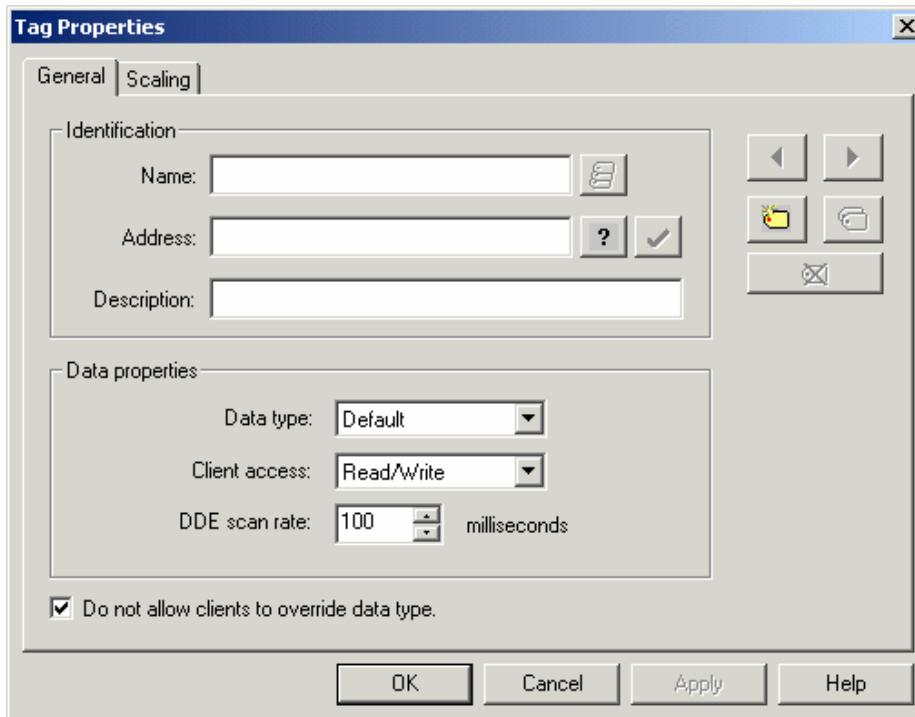 Tag Properties
General
Scaling
Identification
Name:
Address:
?
Description:
Data properties
Data type:
Default
Client access:
Read/Write
DDE scan rate:
100
milliseconds
Do not allow clients to override data type.
OK
Cancel
Apply
Help